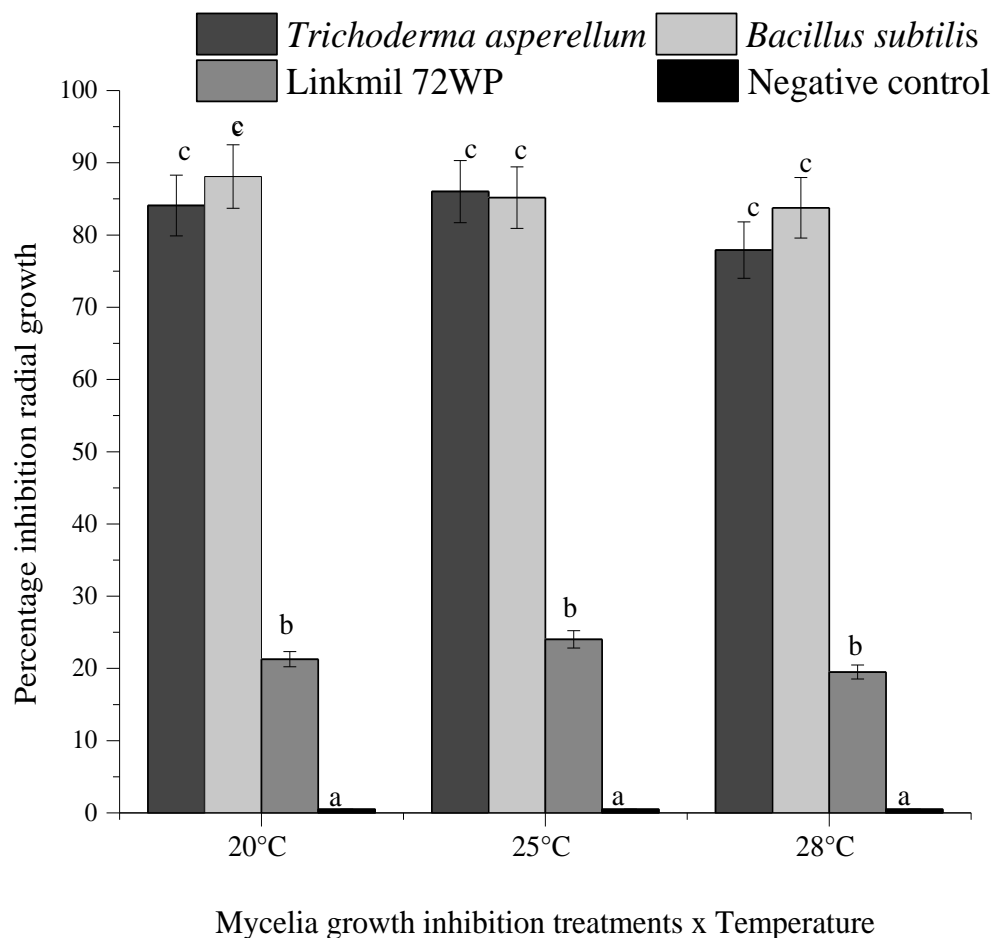 Trichoderma asperellum Bacillus subtilis
Linkmil 72WP Negative control
Percentage inhibition radial growth
100
90
80
70
60
50
40
30
20
10
0
c c c c c c
b b b
a a a
20°C 25°C 28°C
Mycelia growth inhibition treatments x Temperature